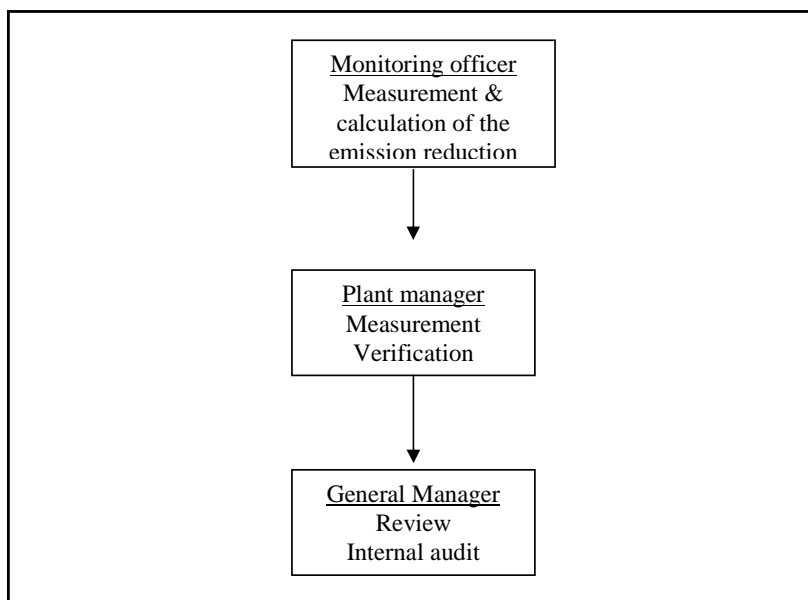 Monitoring officer
Measurement &
calculation of the
emission reduction
Plant manager
Measurement
Verification
General Manager
Review
Internal audit